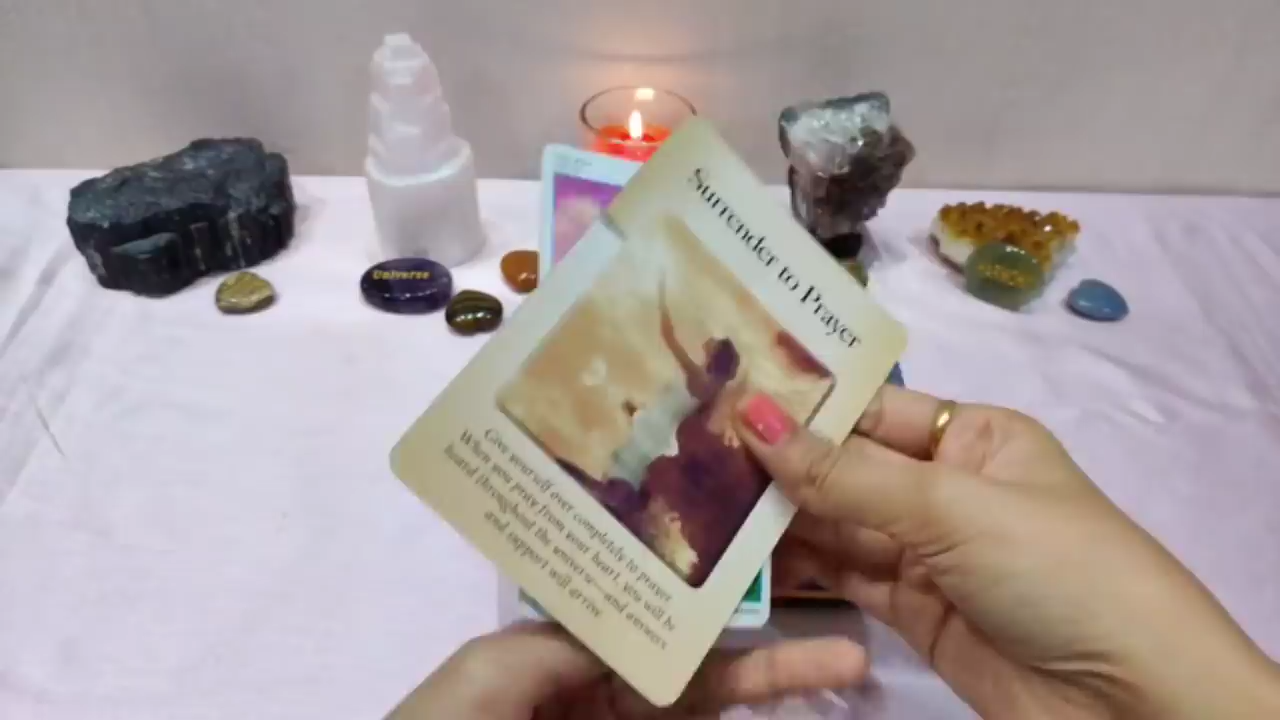 Surrender to Prayer
Universe
Give yourself over completely to prayer
When you pray from your heart, you will be
heard throughout the universe—and answers
and support will arrive.